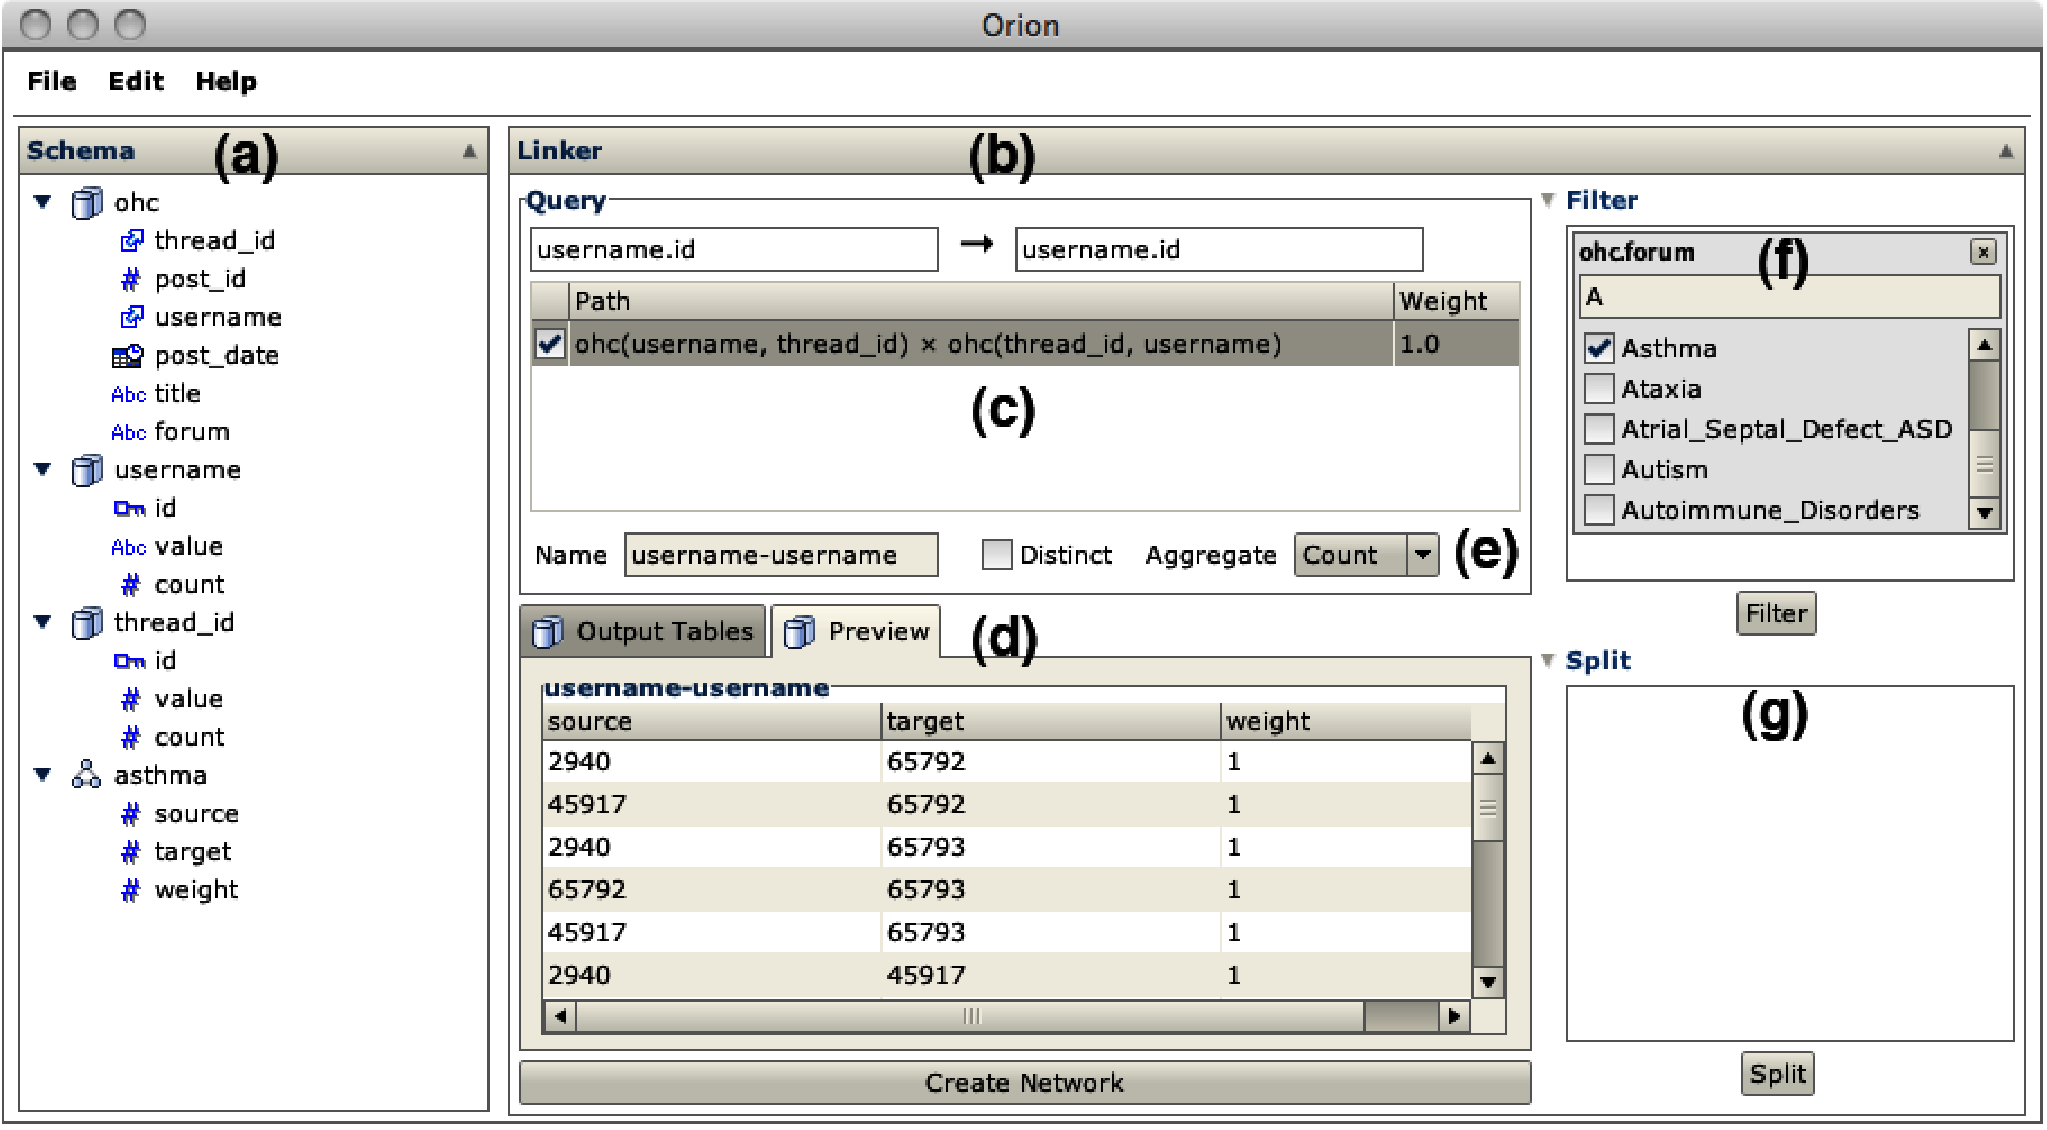 Orion
File Edit Help
Schema (a)
ohc
thread_id
# post_id
username
post_date
Abc title
Abc forum
username
id
Abc value
# count
thread_id
id
# value
# count
asthma
# source
# target
# weight
Linker (b)
Query
username.id → username.id
Path Weight
ohc(username, thread_id) × ohc(thread_id, username) 1.0
(c)
Name username-username Distinct Aggregate Count (e)
Output Tables Preview (d)
username-username
source target weight
2940 65792 1
45917 65792 1
2940 65793 1
65792 65793 1
45917 65793 1
2940 45917 1
Create Network
Filter
ohc.forum (f)
A
Asthma
Ataxia
Atrial_Septal_Defect_ASD
Autism
Autoimmune_Disorders
Filter
Split
(g)
Split